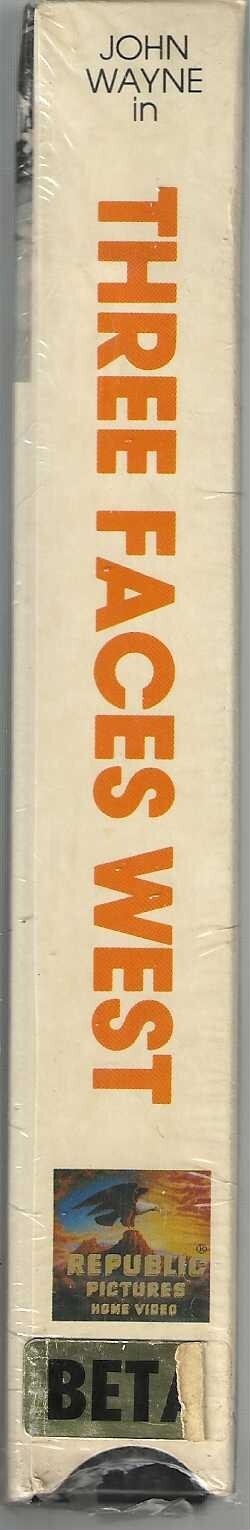 JOHN
WAYNE
in
THREE FACES WEST
REPUBLIC
®
PICTURES
HOME VIDEO
BETA